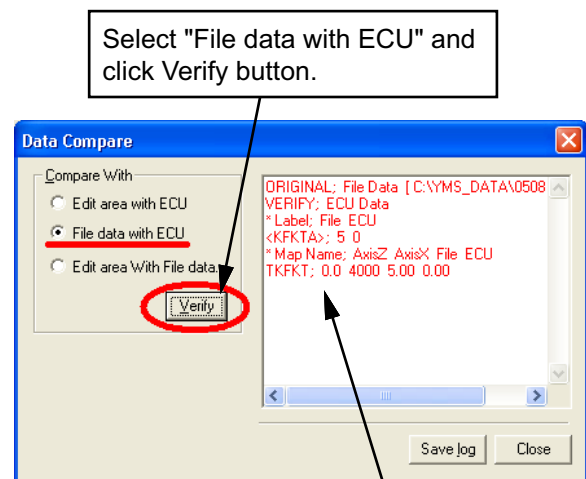 Select "File data with ECU" and
click Verify button.
Data Compare
Compare With
Edit area with ECU
File data with ECU
Edit area With File data.
Verify
ORIGINAL; File Data [ C:\YMS_DATA\0508
VERIFY; ECU Data
* Label; File ECU
<KFKTA>; 5 0
* Map Name; AxisZ AxisX File ECU
TKFKT; 0.0 4000 5.00 0.00
Save log
Close